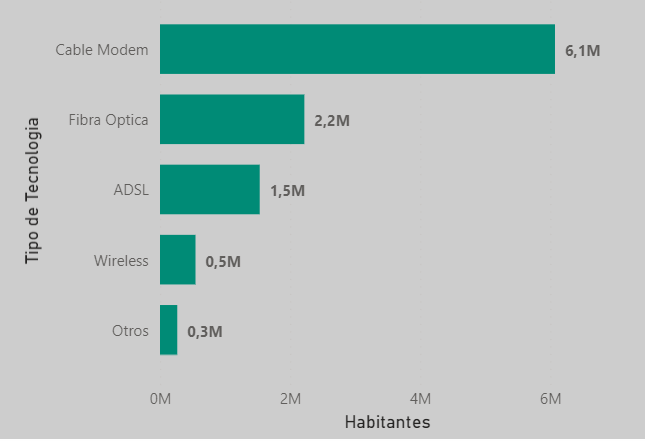 Tipo de Tecnologia
Cable Modem 6,1M
Fibra Optica 2,2M
ADSL 1,5M
Wireless 0,5M
Otros 0,3M
0M 2M 4M 6M
Habitantes